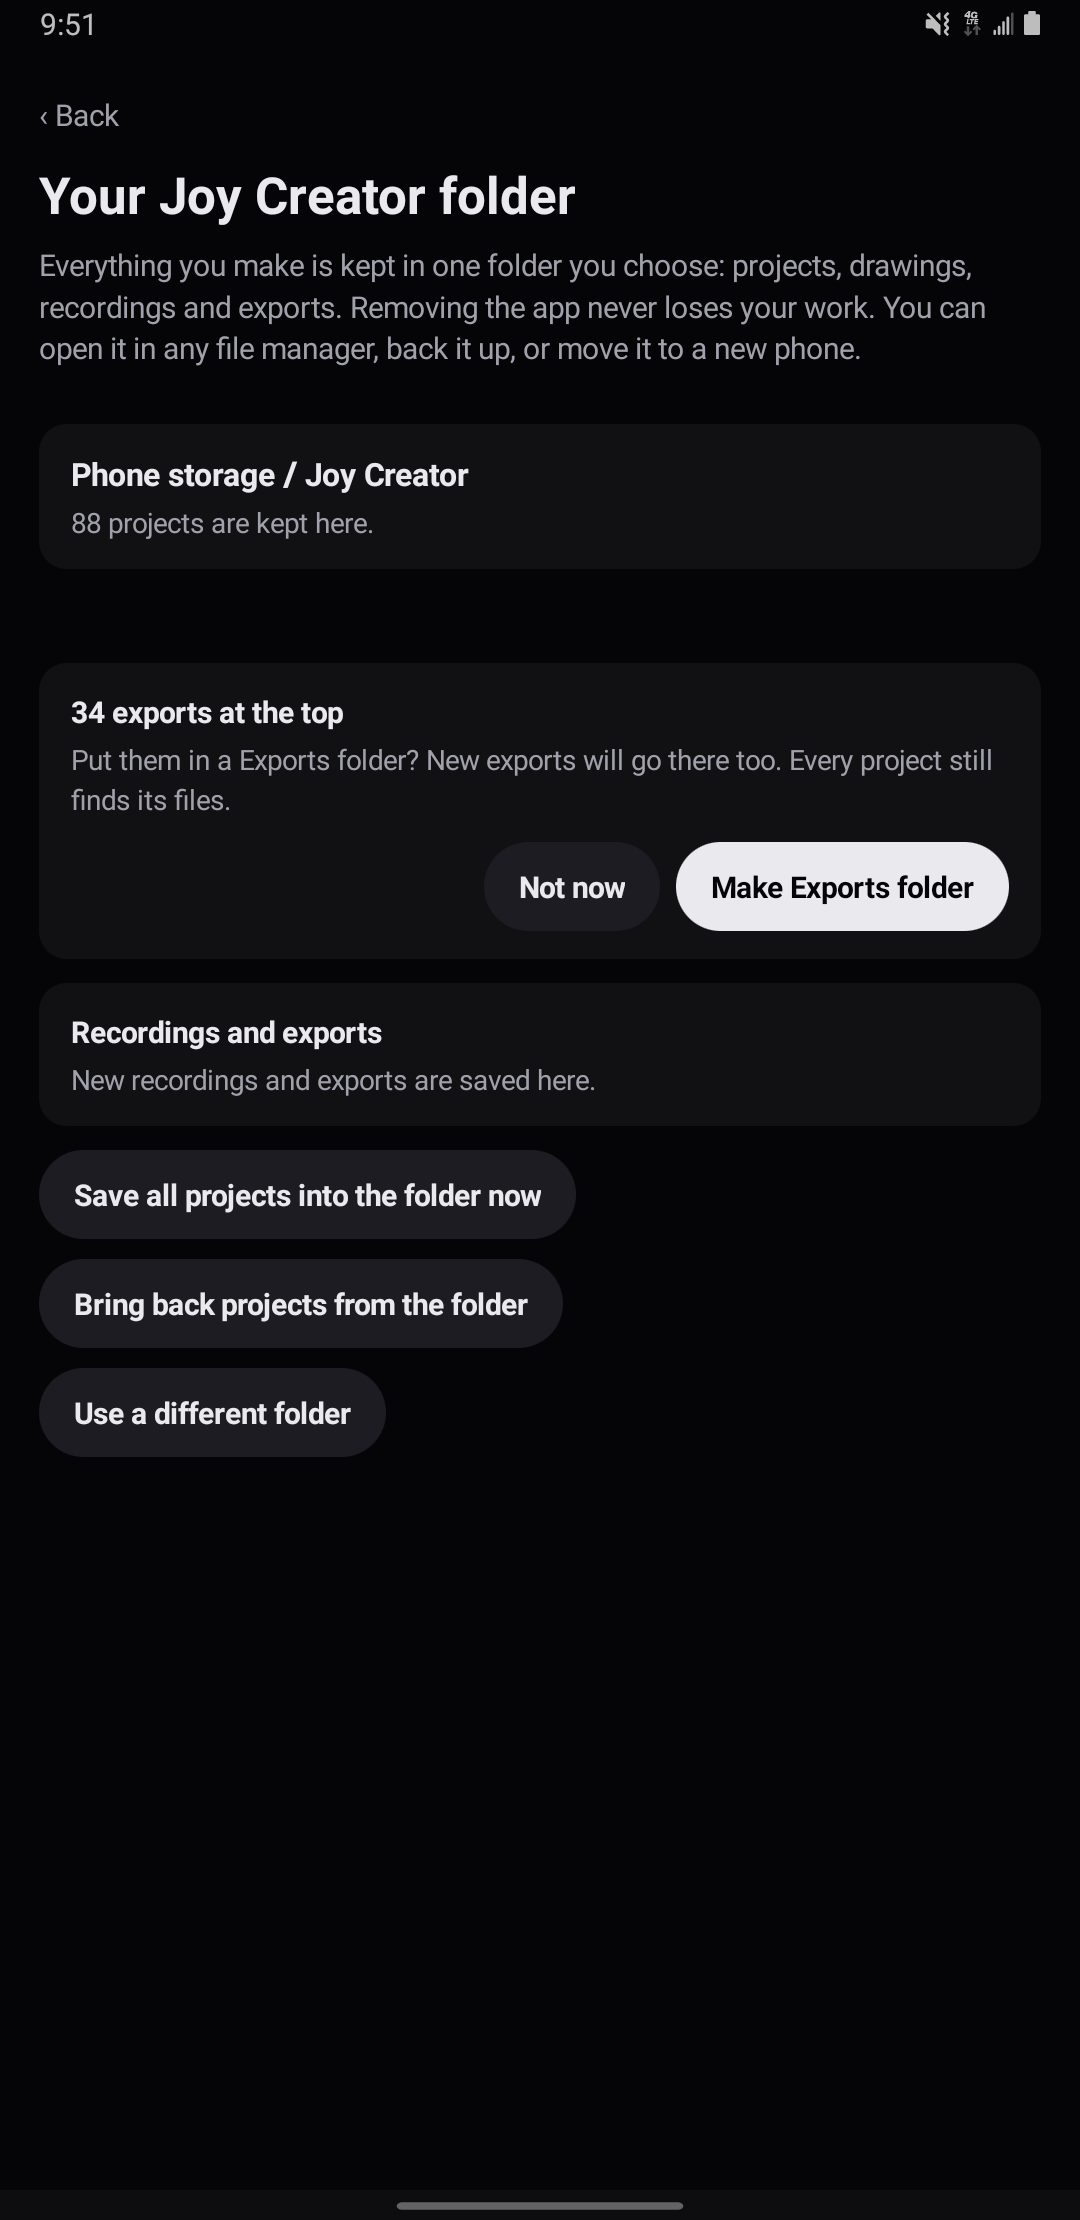 9:51
4G
LTE
‹ Back
Your Joy Creator folder
Everything you make is kept in one folder you choose: projects, drawings,
recordings and exports. Removing the app never loses your work. You can
open it in any file manager, back it up, or move it to a new phone.
Phone storage / Joy Creator
88 projects are kept here.
34 exports at the top
Put them in a Exports folder? New exports will go there too. Every project still
finds its files.
Not now
Make Exports folder
Recordings and exports
New recordings and exports are saved here.
Save all projects into the folder now
Bring back projects from the folder
Use a different folder